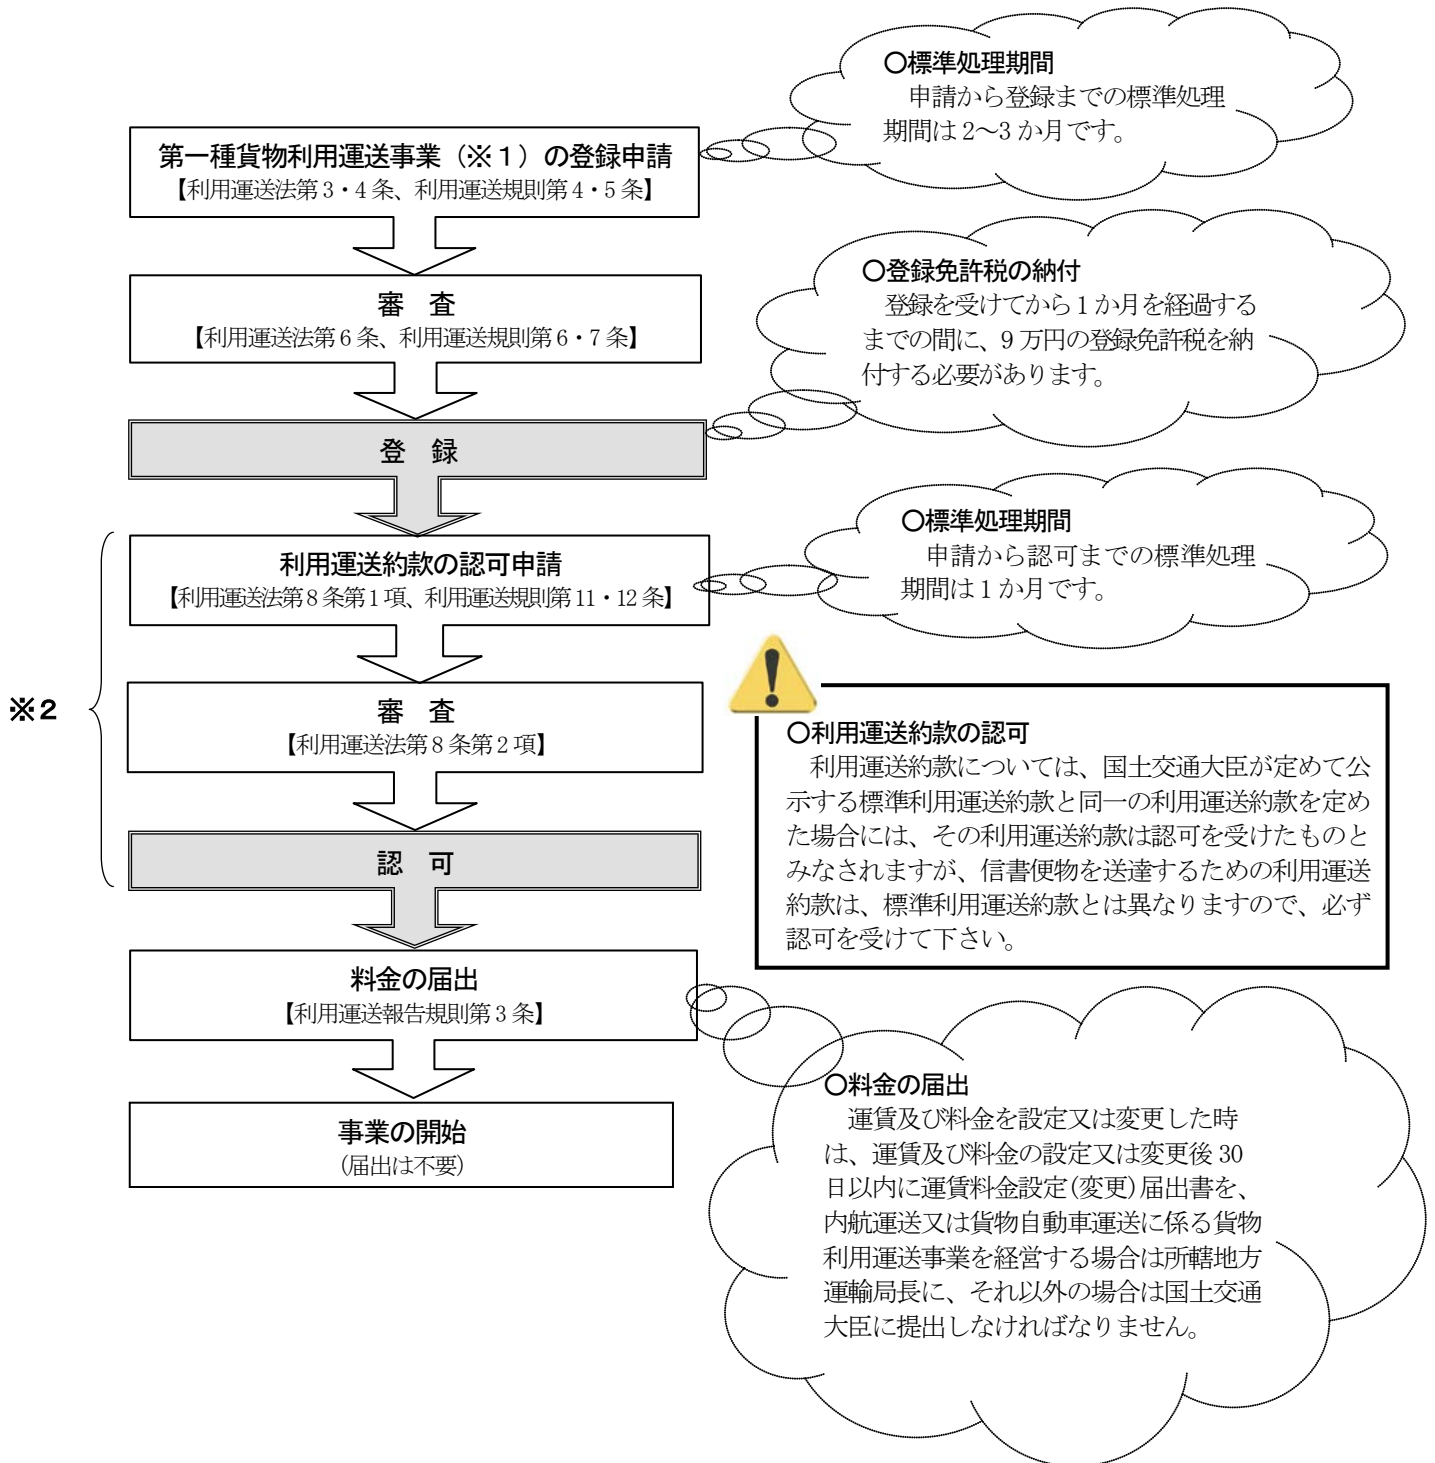 〇標準処理期間
申請から登録までの標準処理
期間は2～3か月です。
第一種貨物利用運送事業（※１）の登録申請
【利用運送法第3・4条、利用運送規則第4・5条】
審　査
【利用運送法第6条、利用運送規則第6・7条】
〇登録免許税の納付
登録を受けてから1か月を経過する
までの間に、9万円の登録免許税を納
付する必要があります。
登　録
利用運送約款の認可申請
【利用運送法第8条第1項、利用運送規則第11・12条】
〇標準処理期間
申請から認可までの標準処理
期間は1か月です。
※２
審　査
【利用運送法第8条第2項】
認　可
〇利用運送約款の認可
利用運送約款については、国土交通大臣が定めて公
示する標準利用運送約款と同一の利用運送約款を定め
た場合には、その利用運送約款は認可を受けたものと
みなされますが、信書便物を送達するための利用運送
約款は、標準利用運送約款とは異なりますので、必ず
認可を受けて下さい。
料金の届出
【利用運送報告規則第3条】
事業の開始
(届出は不要)
〇料金の届出
運賃及び料金を設定又は変更した時
は、運賃及び料金の設定又は変更後30
日以内に運賃料金設定(変更)届出書を、
内航運送又は貨物自動車運送に係る貨物
利用運送事業を経営する場合は所轄地方
運輸局長に、それ以外の場合は国土交通
大臣に提出しなければなりません。